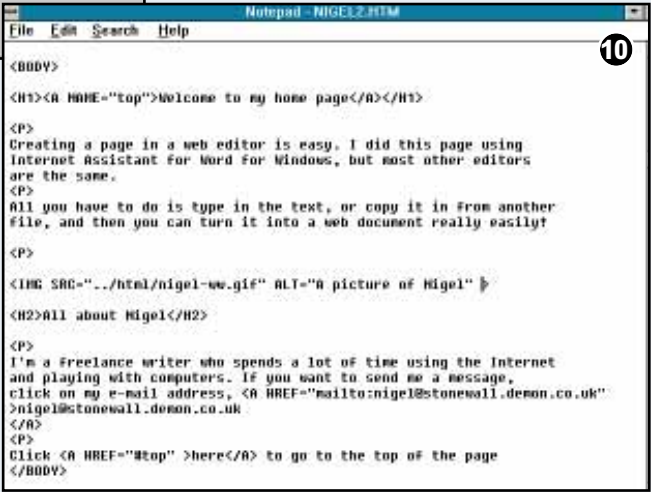 Notepad - NIGEL2.HTM
File Edit Search Help
10
<BODY>
<H1><A NAME="top">Welcome to my home page</A></H1>
<P>
Creating a page in a web editor is easy. I did this page using
Internet Assistant for Word for Windows, but most other editors
are the same.
<P>
All you have to do is type in the text, or copy it in from another
file, and then you can turn it into a web document really easily!
<P>
<IMG SRC="../html/nigel-ww.gif" ALT="A picture of Nigel" >
<H2>All about Nigel</H2>
<P>
I'm a freelance writer who spends a lot of time using the Internet
and playing with computers. If you want to send me a message,
click on my e-mail address, <A HREF="mailto:nigel@stonewall.demon.co.uk"
>nigel@stonewall.demon.co.uk
</A>
<P>
Click <A HREF="#top" >here</A> to go to the top of the page
</BODY>